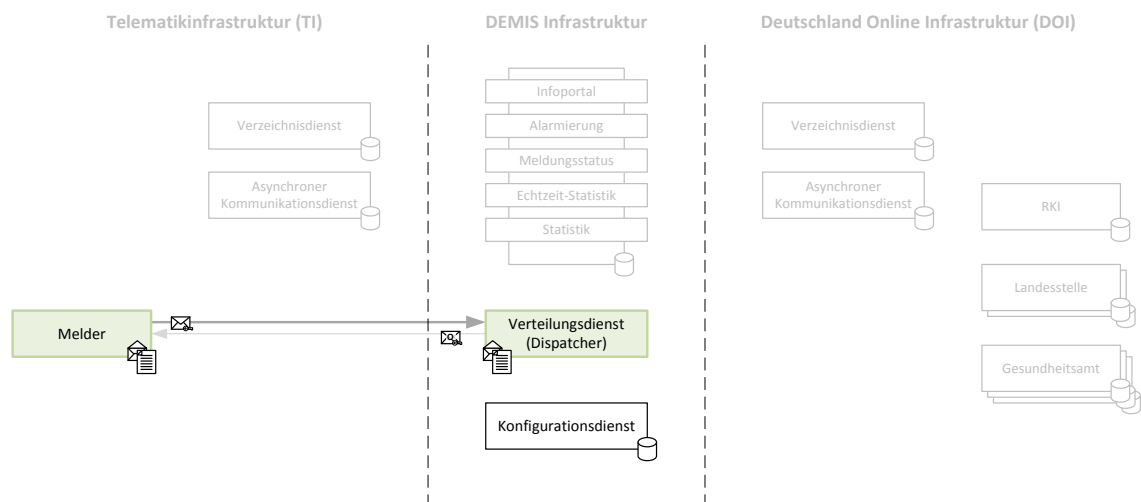 Telematikinfrastruktur (TI)
DEMIS Infrastruktur
Deutschland Online Infrastruktur (DOI)
Infoportal
Verzeichnisdienst
Alarmierung
Verzeichnisdienst
Meldungsstatus
Asynchroner
Kommunikationsdienst
Echtzeit-Statistik
Asynchroner
Kommunikationsdienst
RKI
Statistik
Landesstelle
Melder
Verteilungsdienst
(Dispatcher)
Gesundheitsamt
Konfigurationsdienst